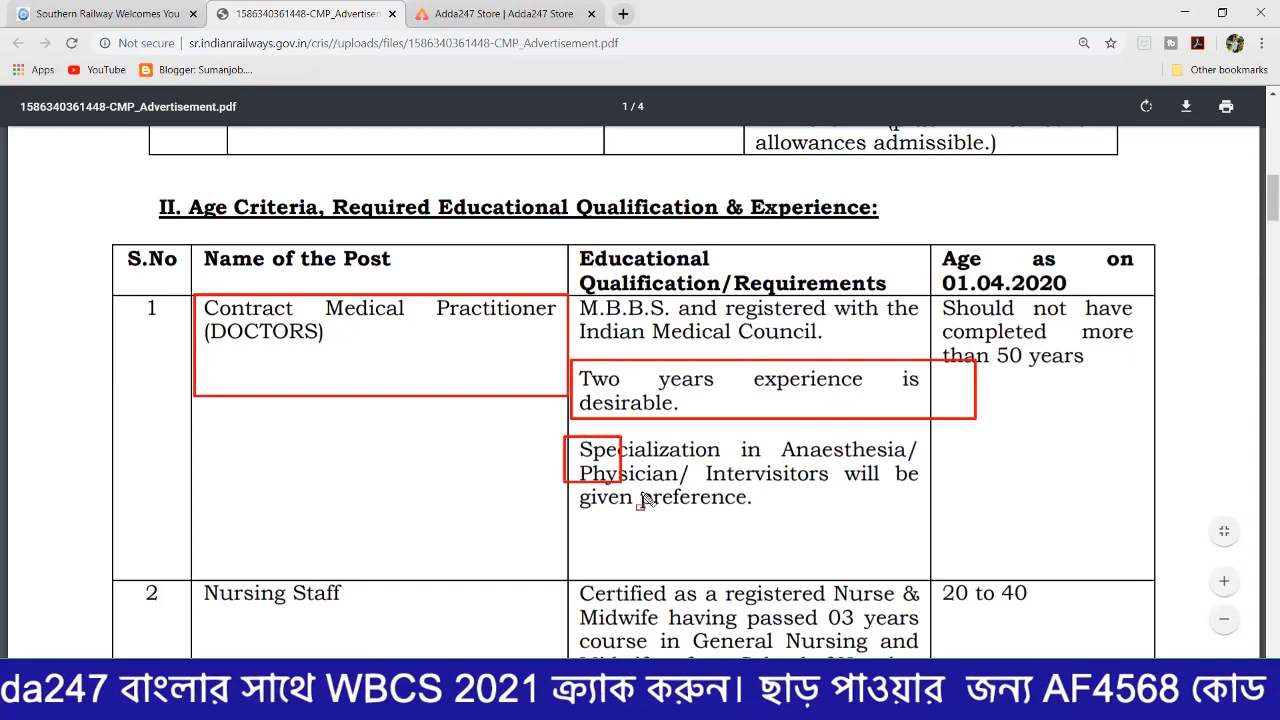 Southern Railway Welcomes You
1586340361448-CMP_Advertisemen
Adda247 Store | Adda247 Store
Not secure
sr.indianrailways.gov.in/cris//uploads/files/1586340361448-CMP_Advertisement.pdf
Apps
YouTube
Blogger: Sumanjob....
Other bookmarks
1586340361448-CMP_Advertisement.pdf
1 / 4
allowances admissible.)
II. Age Criteria, Required Educational Qualification & Experience:
S.No
Name of the Post
Educational
Qualification/Requirements
Age as on
01.04.2020
1
Contract Medical Practitioner
(DOCTORS)
M.B.B.S. and registered with the
Indian Medical Council.
Two years experience is
desirable.
Specialization in Anaesthesia/
Physician/ Intervisitors will be
given preference.
Should not have
completed more
than 50 years
2
Nursing Staff
Certified as a registered Nurse &
Midwife having passed 03 years
course in General Nursing and
20 to 40
da247 বাংলার সাথে WBCS 2021 ক্র্যাক করুন। ছাড় পাওয়ার জন্য AF4568 কোড